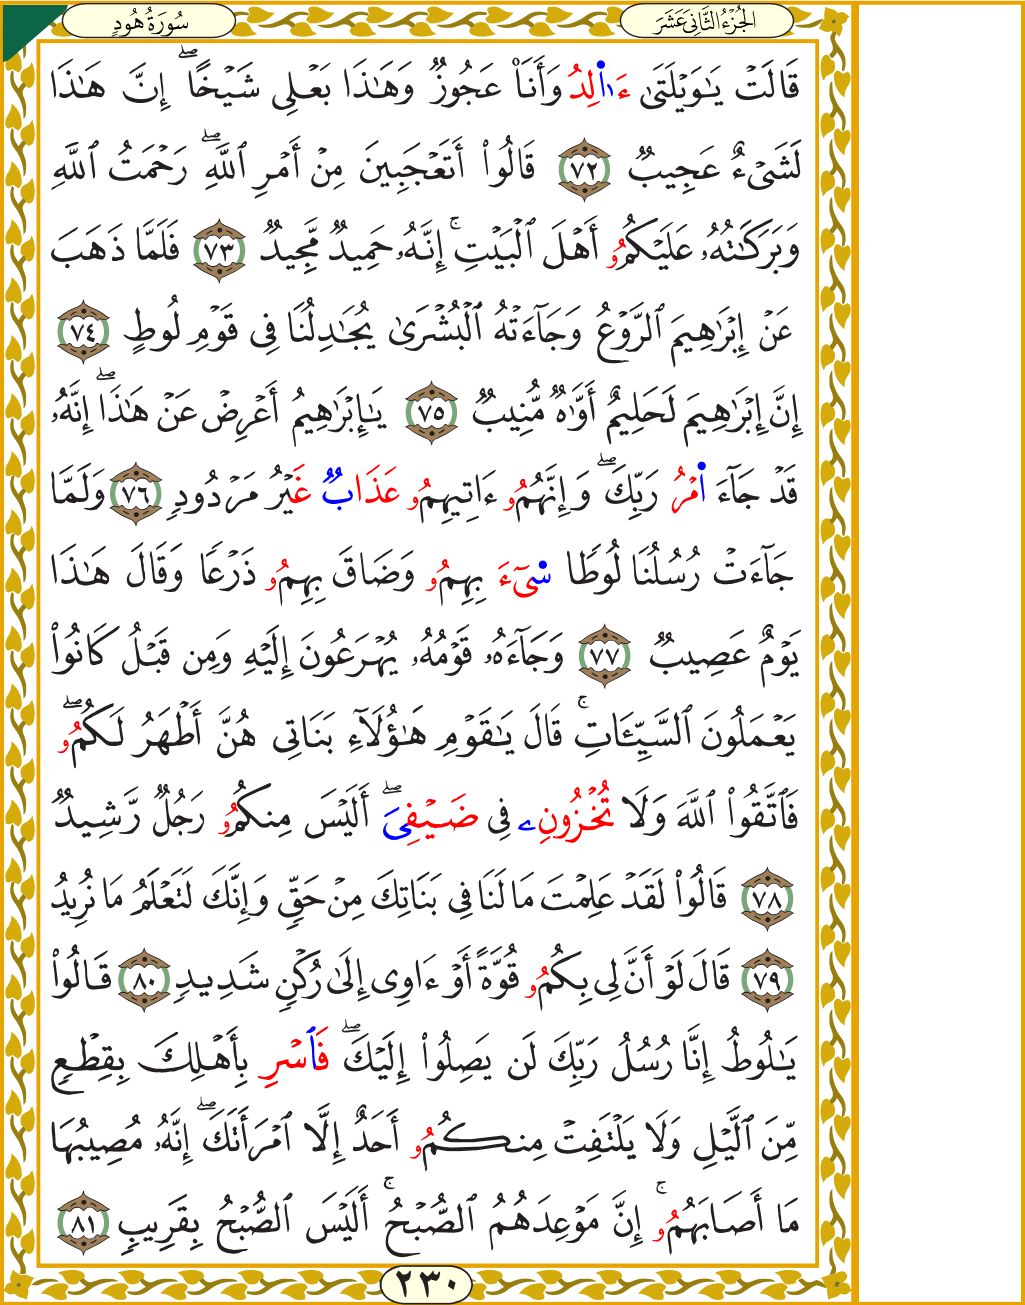 الجُزْءُ الثَّانِىَ عَشَرَ
سُورَةُ هُودٍ
قَالَتْ يَـٰوَيْلَتَىٰ ءَا۬لِدُ وَأَنَا۠ عَجُوزٌ وَهَـٰذَا بَعْلِى شَيْخًا ۖ إِنَّ هَـٰذَا
لَشَىْءٌ عَجِيبٌ ٧٢ قَالُوا۟ أَتَعْجَبِينَ مِنْ أَمْرِ ٱللَّهِ ۖ رَحْمَتُ ٱللَّهِ
وَبَرَكَـٰتُهُۥ عَلَيْكُمُۥ أَهْلَ ٱلْبَيْتِ ۚ إِنَّهُۥ حَمِيدٌ مَّجِيدٌ ٧٣ فَلَمَّا ذَهَبَ
عَنْ إِبْرَٰهِيمَ ٱلرَّوْعُ وَجَآءَتْهُ ٱلْبُشْرَىٰ يُجَـٰدِلُنَا فِى قَوْمِ لُوطٍ ٧٤
إِنَّ إِبْرَٰهِيمَ لَحَلِيمٌ أَوَّٰهٌ مُّنِيبٌ ٧٥ يَـٰٓإِبْرَٰهِيمُ أَعْرِضْ عَنْ هَـٰذَا ۖ إِنَّهُۥ
قَدْ جَآءَ ا۬مْرُ رَبِّكَ ۖ وَإِنَّهُمُۥ ءَاتِيهِمُۥ عَذَابٌ غَيْرُ مَرْدُودٍ ٧٦ وَلَمَّا
جَآءَتْ رُسُلُنَا لُوطًا سِ۬ىٓءَ بِهِمُۥ وَضَاقَ بِهِمُۥ ذَرْعًا وَقَالَ هَـٰذَا
يَوْمٌ عَصِيبٌ ٧٧ وَجَآءَهُۥ قَوْمُهُۥ يُهْرَعُونَ إِلَيْهِ وَمِن قَبْلُ كَانُوا۟
يَعْمَلُونَ ٱلسَّيِّـَٔاتِ ۚ قَالَ يَـٰقَوْمِ هَـٰٓؤُلَآءِ بَنَاتِى هُنَّ أَطْهَرُ لَكُمُۥ ۖ
فَٱتَّقُوا۟ ٱللَّهَ وَلَا تُخْزُونِۦ فِى ضَيْفِىَ ۖ أَلَيْسَ مِنكُمُۥ رَجُلٌ رَّشِيدٌ
٧٨ قَالُوا۟ لَقَدْ عَلِمْتَ مَا لَنَا فِى بَنَاتِكَ مِنْ حَقٍّ وَإِنَّكَ لَتَعْلَمُ مَا نُرِيدُ
٧٩ قَالَ لَوْ أَنَّ لِى بِكُمُۥ قُوَّةً أَوْ ءَاوِى إِلَىٰ رُكْنٍ شَدِيدٍ ٨٠ قَالُوا۟
يَـٰلُوطُ إِنَّا رُسُلُ رَبِّكَ لَن يَصِلُوٓا۟ إِلَيْكَ ۖ فَٱسْرِ بِأَهْلِكَ بِقِطْعٍ
مِّنَ ٱلَّيْلِ وَلَا يَلْتَفِتْ مِنكُمُۥ أَحَدٌ إِلَّا ٱمْرَأَتَكَ ۖ إِنَّهُۥ مُصِيبُهَا
مَا أَصَابَهُمُۥ ۚ إِنَّ مَوْعِدَهُمُ ٱلصُّبْحُ ۚ أَلَيْسَ ٱلصُّبْحُ بِقَرِيبٍ ٨١
٢٣٠